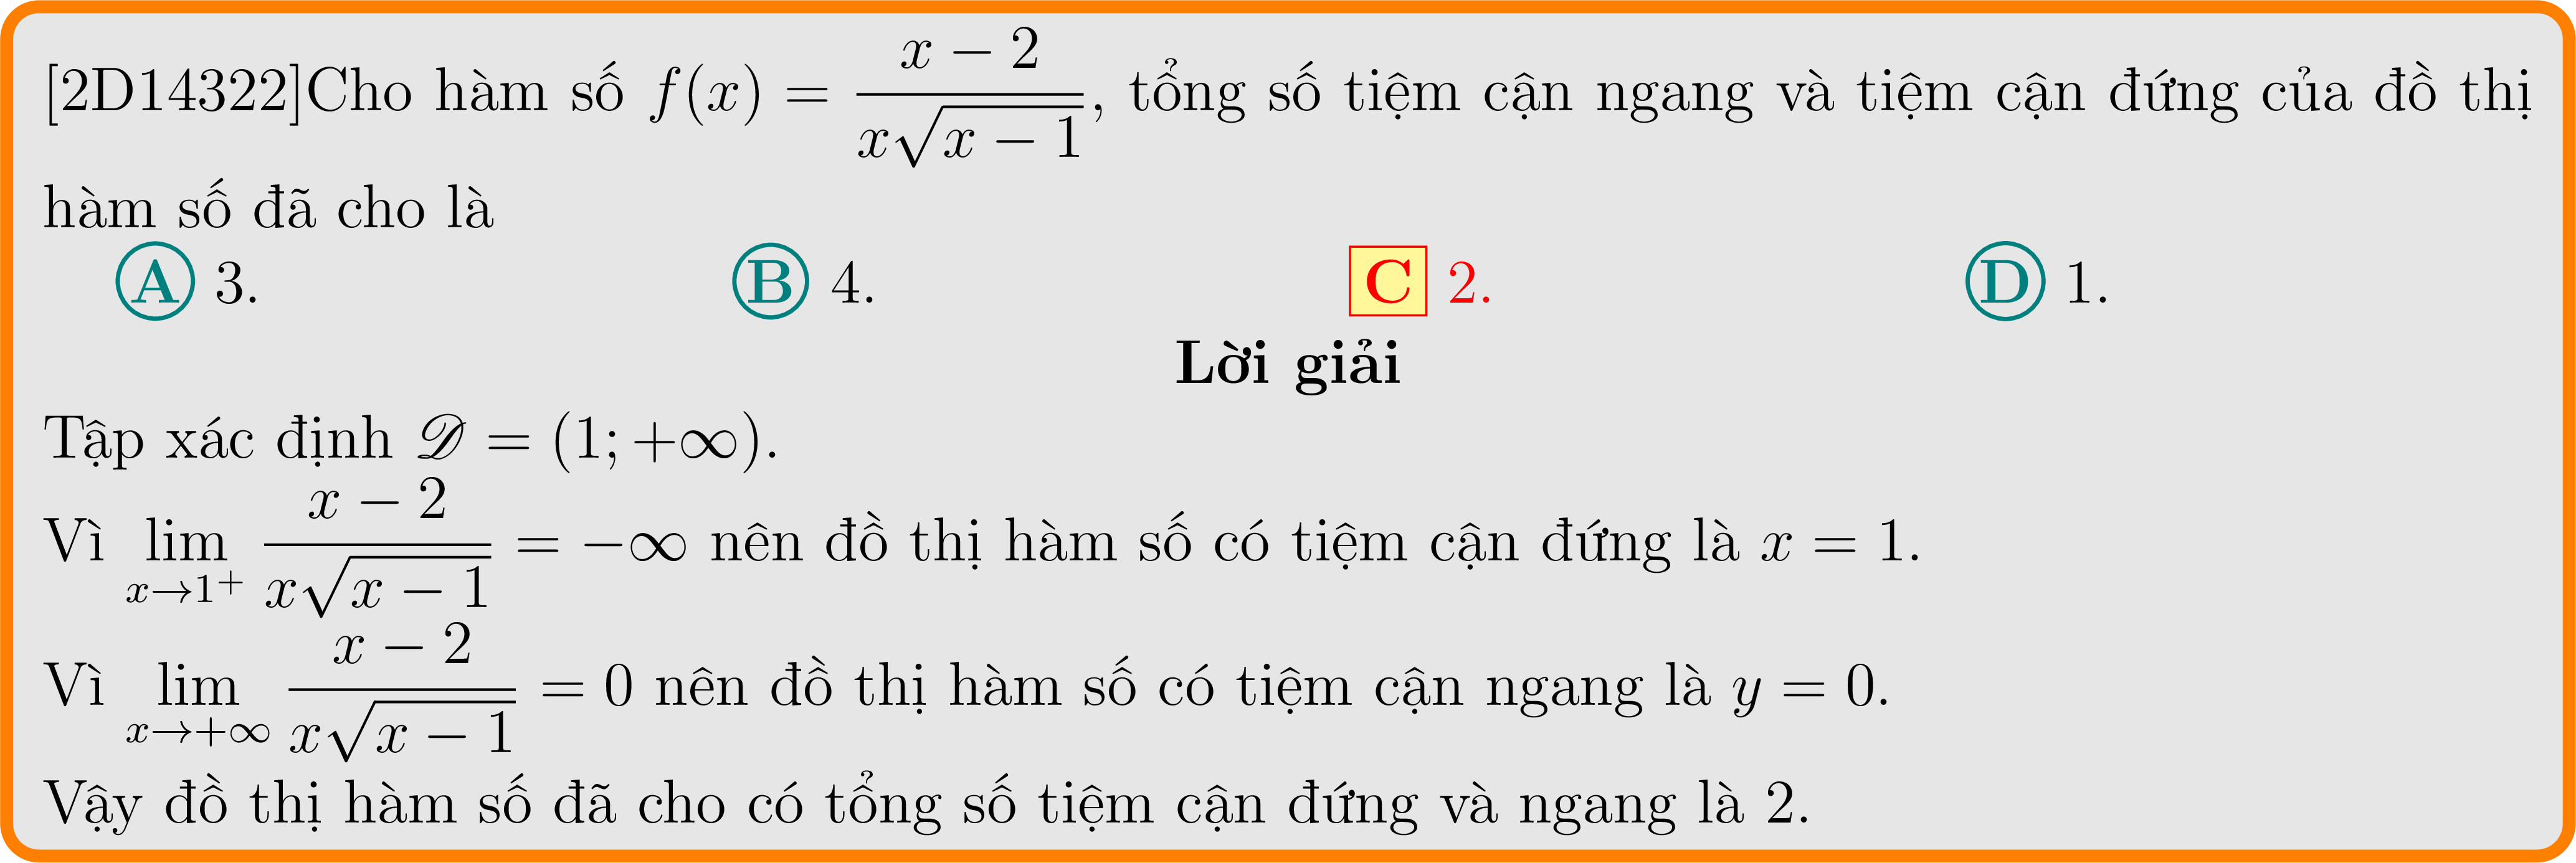 [2D14322]Cho hàm số $f(x) = \dfrac{x-2}{x\sqrt{x-1}}$, tổng số tiệm cận ngang và tiệm cận đứng của đồ thị
hàm số đã cho là
A 3. B 4. C 2. D 1.
Lời giải
Tập xác định $\mathscr{D} = (1; +\infty)$.
Vì $\lim\limits_{x \to 1^+} \dfrac{x-2}{x\sqrt{x-1}} = -\infty$ nên đồ thị hàm số có tiệm cận đứng là $x = 1$.
Vì $\lim\limits_{x \to +\infty} \dfrac{x-2}{x\sqrt{x-1}} = 0$ nên đồ thị hàm số có tiệm cận ngang là $y = 0$.
Vậy đồ thị hàm số đã cho có tổng số tiệm cận đứng và ngang là 2.